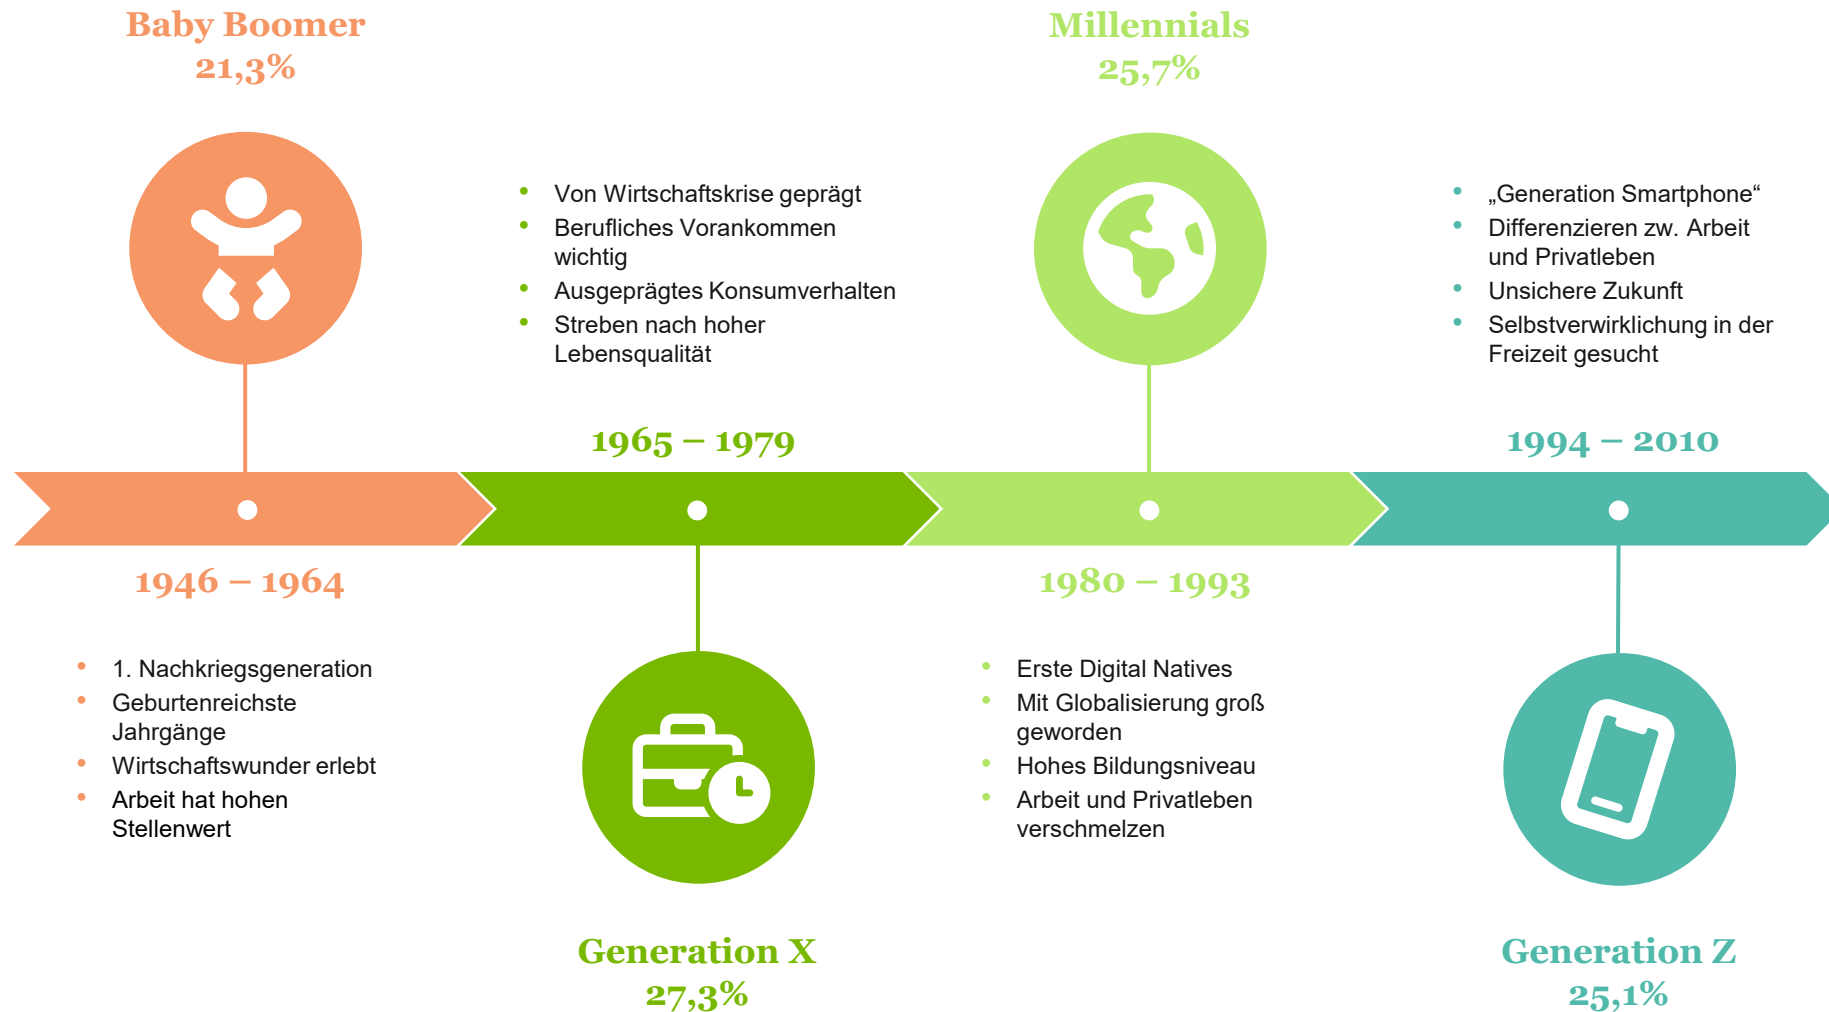 Baby Boomer
21,3%
1946 – 1964
1. Nachkriegsgeneration
Geburtenreichste
Jahrgänge
Wirtschaftswunder erlebt
Arbeit hat hohen
Stellenwert
Von Wirtschaftskrise geprägt
Berufliches Vorankommen
wichtig
Ausgeprägtes Konsumverhalten
Streben nach hoher
Lebensqualität
1965 – 1979
Generation X
27,3%
Millennials
25,7%
1980 – 1993
Erste Digital Natives
Mit Globalisierung groß
geworden
Hohes Bildungsniveau
Arbeit und Privatleben
verschmelzen
„Generation Smartphone“
Differenzieren zw. Arbeit
und Privatleben
Unsichere Zukunft
Selbstverwirklichung in der
Freizeit gesucht
1994 – 2010
Generation Z
25,1%